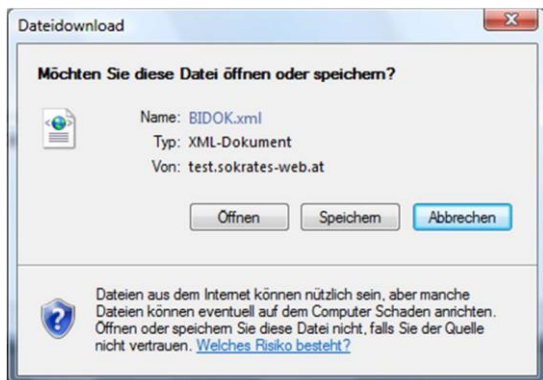 Dateidownload
Möchten Sie diese Datei öffnen oder speichern?
Name: BIDOK.xml
Typ: XML-Dokument
Von: test.sokrates-web.at
Öffnen Speichern Abbrechen
Dateien aus dem Internet können nützlich sein, aber manche
Dateien können eventuell auf dem Computer Schaden anrichten.
Öffnen oder speichern Sie diese Datei nicht, falls Sie der Quelle
nicht vertrauen. Welches Risiko besteht?